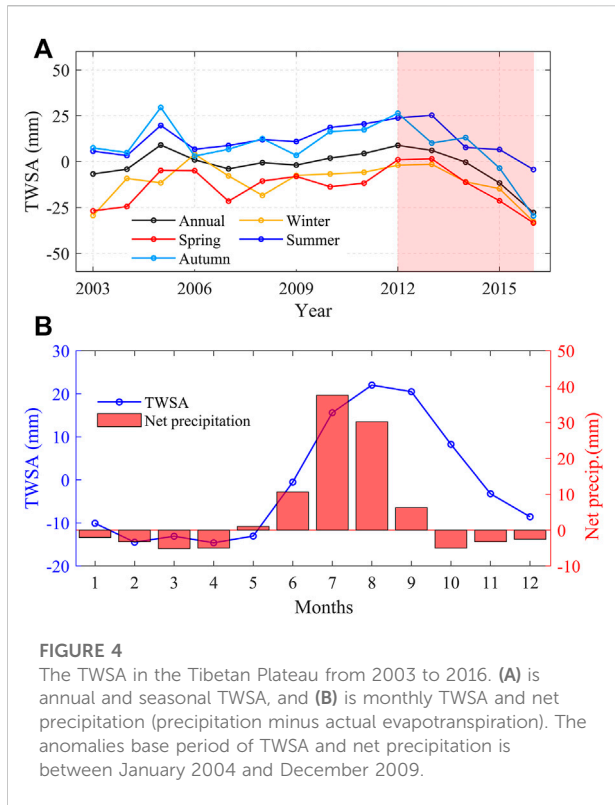 A
TWSA (mm)
50
25
0
-25
-50
Annual
Winter
Spring
Summer
Autumn
2003 2006 2009 2012 2015
Year
B
TWSA (mm)
30
20
10
0
-10
-20
TWSA
Net precipitation
50
40
30
20
10
0
-10
Net precip.(mm)
1 2 3 4 5 6 7 8 9 10 11 12
Months
FIGURE 4
The TWSA in the Tibetan Plateau from 2003 to 2016. (A) is
annual and seasonal TWSA, and (B) is monthly TWSA and net
precipitation (precipitation minus actual evapotranspiration). The
anomalies base period of TWSA and net precipitation is
between January 2004 and December 2009.